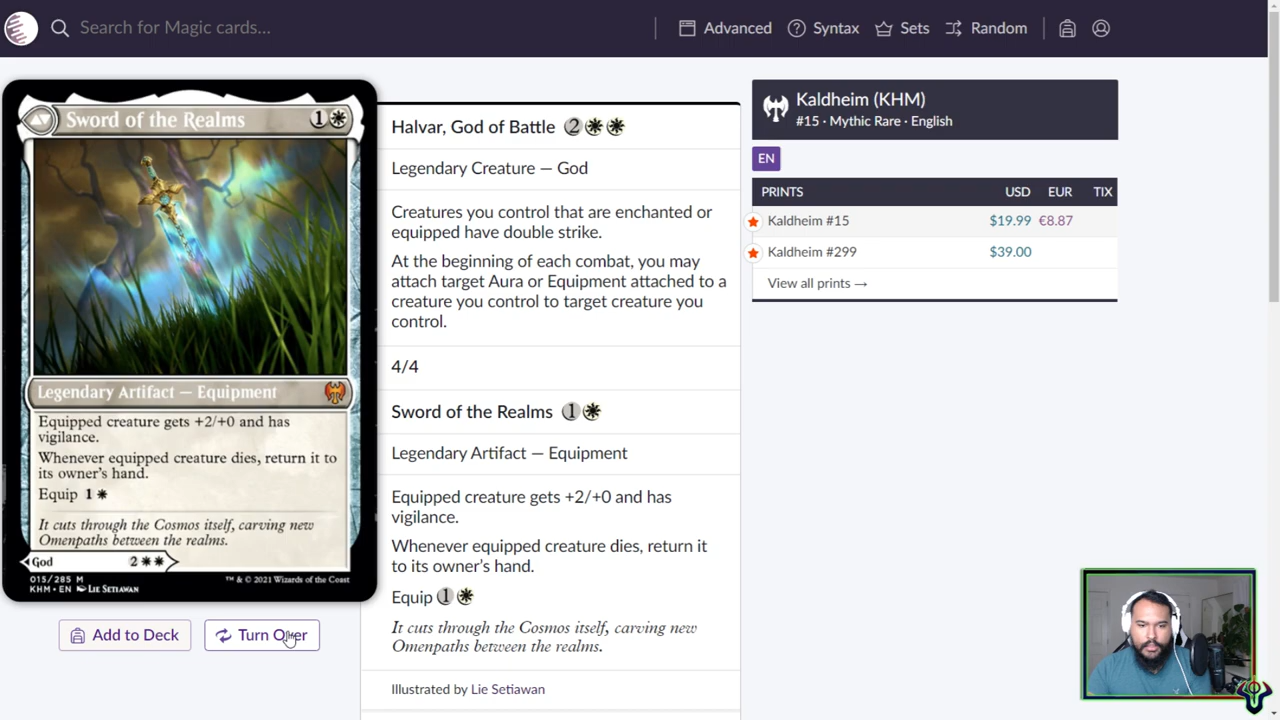 Search for Magic cards...
Advanced
Syntax
Sets
Random
Sword of the Realms 1
Legendary Artifact — Equipment
Equipped creature gets +2/+0 and has
vigilance.
Whenever equipped creature dies, return it to
its owner's hand.
Equip 1
It cuts through the Cosmos itself, carving new
Omenpaths between the realms.
God 2
015/285 M
KHM • EN Lie Setiawan
™ & © 2021 Wizards of the Coast
Add to Deck
Turn Over
Halvar, God of Battle 2
Legendary Creature — God
Creatures you control that are enchanted or
equipped have double strike.
At the beginning of each combat, you may
attach target Aura or Equipment attached to a
creature you control to target creature you
control.
4/4
Sword of the Realms 1
Legendary Artifact — Equipment
Equipped creature gets +2/+0 and has
vigilance.
Whenever equipped creature dies, return it
to its owner's hand.
Equip 1
It cuts through the Cosmos itself, carving new
Omenpaths between the realms.
Illustrated by Lie Setiawan
Kaldheim (KHM)
#15 · Mythic Rare · English
EN
PRINTS USD EUR TIX
Kaldheim #15 $19.99 €8.87
Kaldheim #299 $39.00
View all prints →